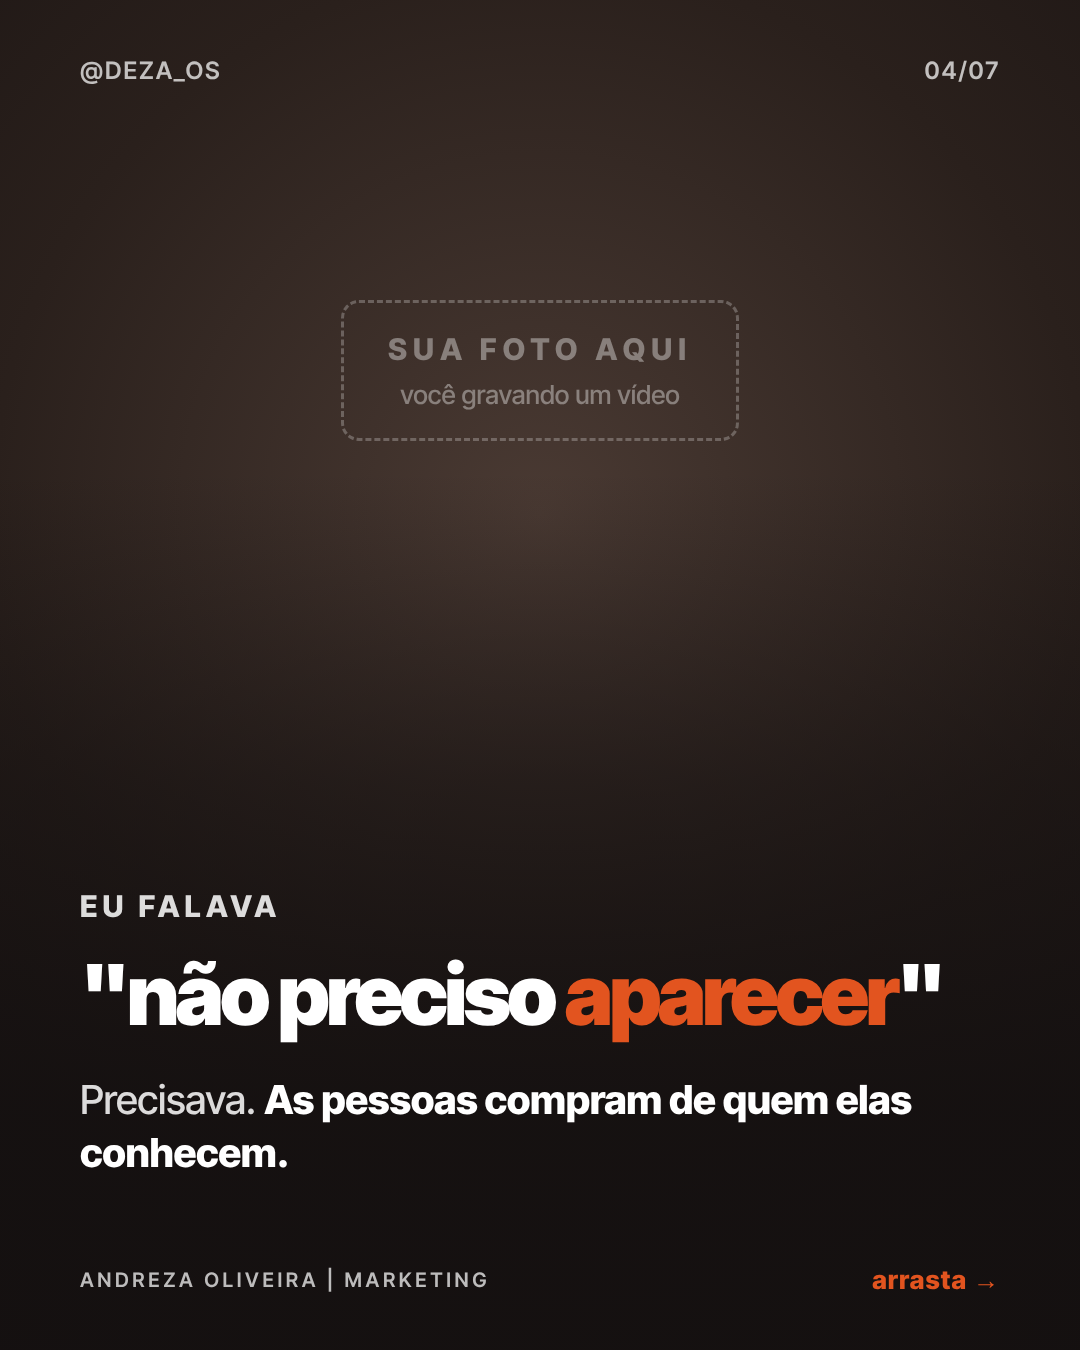 @DEZA_OS
04/07
SUA FOTO AQUI
você gravando um vídeo
EU FALAVA
"não preciso aparecer"
Precisava. As pessoas compram de quem elas
conhecem.
ANDREZA OLIVEIRA | MARKETING
arrasta →